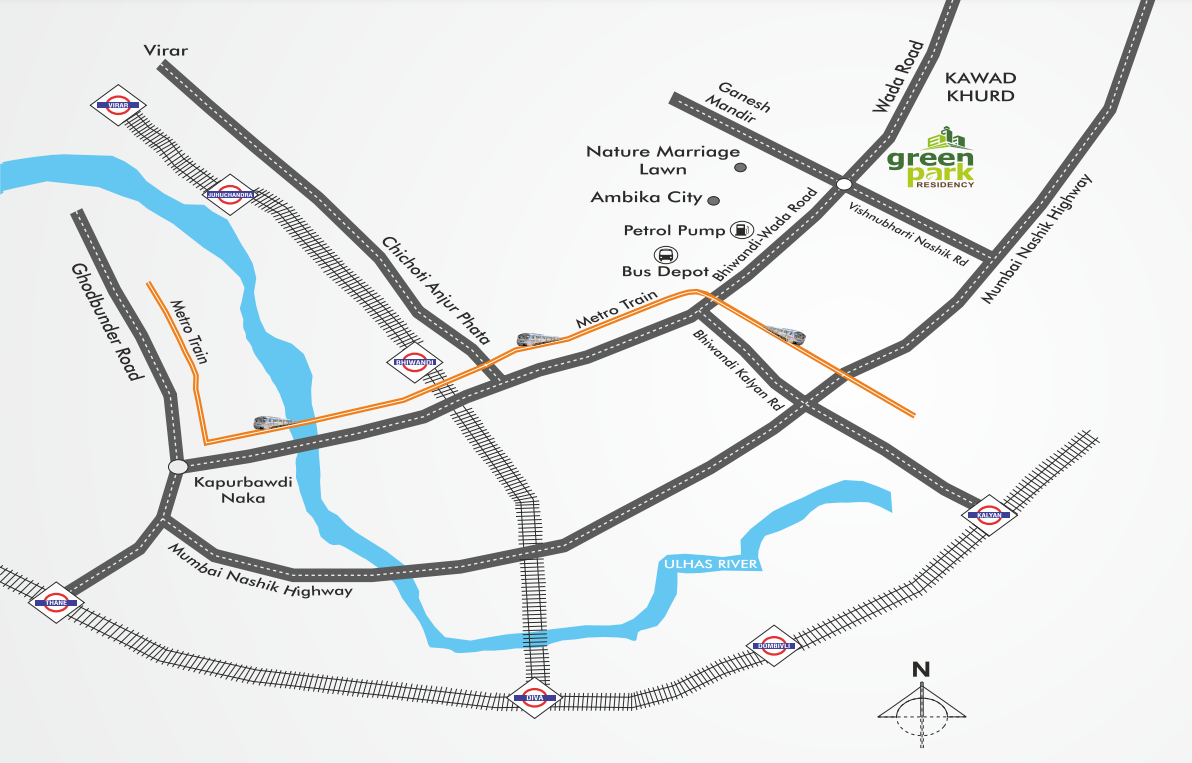 Virar
VIRAR
JUHUCHANDRA
Ghodbunder Road
Metro Train
Chichoti Anjur Phata
BHIWANDI
Ganesh
Mandir
Wada Road
KAWAD
KHURD
green
park
RESIDENCY
Nature Marriage
Lawn
Ambika City
Petrol Pump
Bus Depot
Bhiwandi-Wada Road
Vishnubharti Nashik Rd
Mumbai Nashik Highway
Metro Train
Bhiwandi Kalyan Rd
Kapurbawdi
Naka
Mumbai Nashik Highway
ULHAS RIVER
KALYAN
THANE
DOMBIVLI
DIVA
N